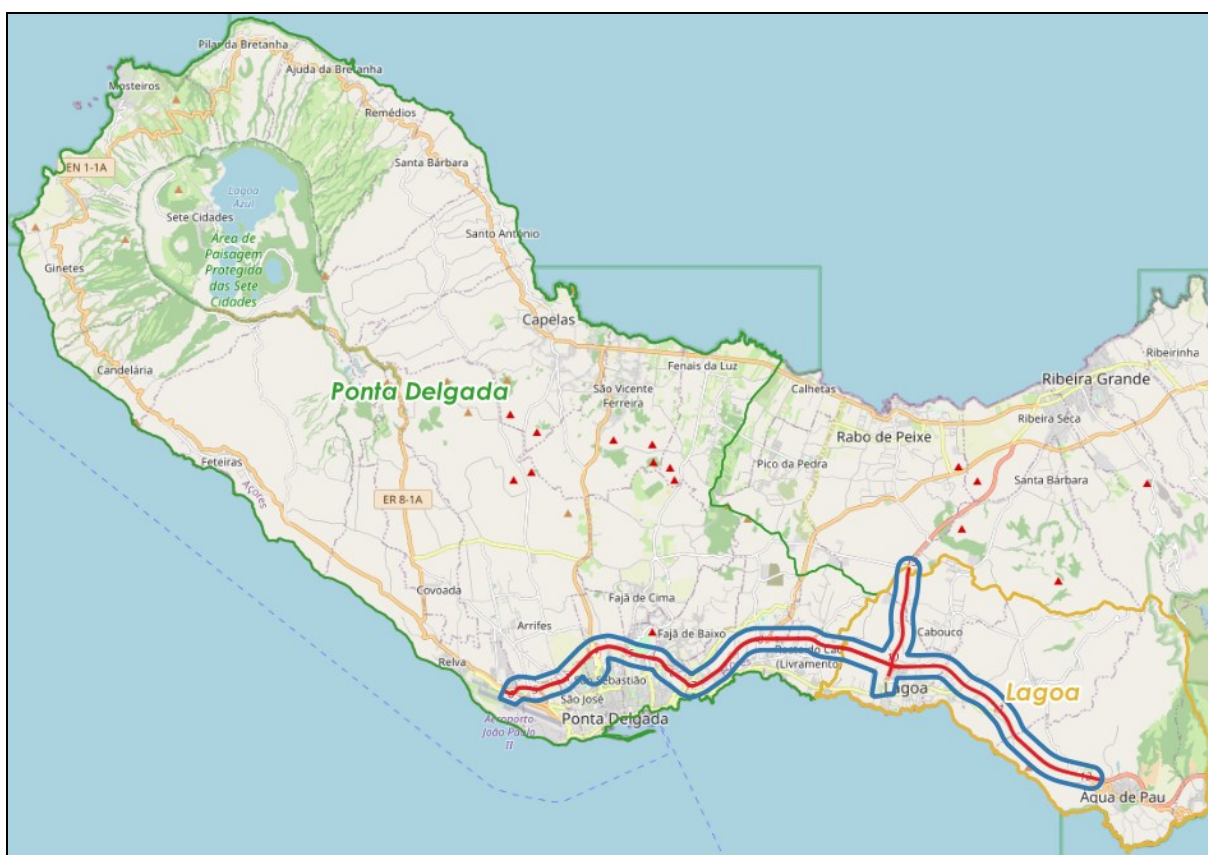 Pilar da Bretanha
Ajuda da Bretanha
Mosteiros
Remédios
Santa Bárbara
EN 1-1A
Lagoa
Azul
Sete Cidades
Santo António
Área de
Paisagem
Protegida
das Sete
Cidades
Ginetes
Capelas
Ribeirinha
Candelária
Fenais da Luz
Ribeira Grande
Ponta Delgada
São Vicente
Ferreira
Calhetas
Ribeira Seca
Rabo de Peixe
Feteiras
Pico da Pedra
Santa Bárbara
Açores
ER 8-1A
Covoada
Fajã de Cima
Arrifes
Fajã de Baixo
Cabouco
Relva
(Livramento)
10
São Sebastião
Lagoa
Lagoa
São José
Ponta Delgada
Aeroporto
João Paulo
II
12
Água de Pau